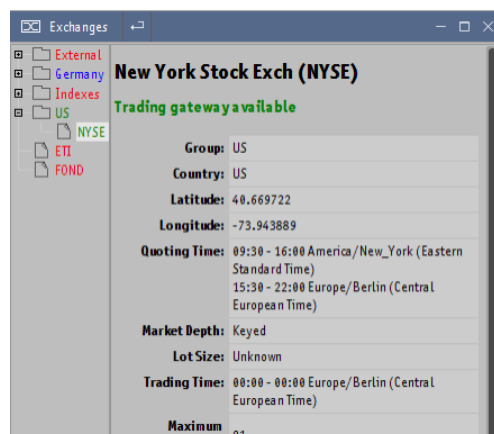 Exchanges
External
Germany
Indexes
US
NYSE
ETI
FOND
New York Stock Exch (NYSE)
Trading gateway available
Group: US
Country: US
Latitude: 40.669722
Longitude: -73.943889
Quoting Time: 09:30 - 16:00 America/New_York (Eastern
Standard Time)
15:30 - 22:00 Europe/Berlin (Central
European Time)
Market Depth: Keyed
Lot Size: Unknown
Trading Time: 00:00 - 00:00 Europe/Berlin (Central
European Time)
Maximum